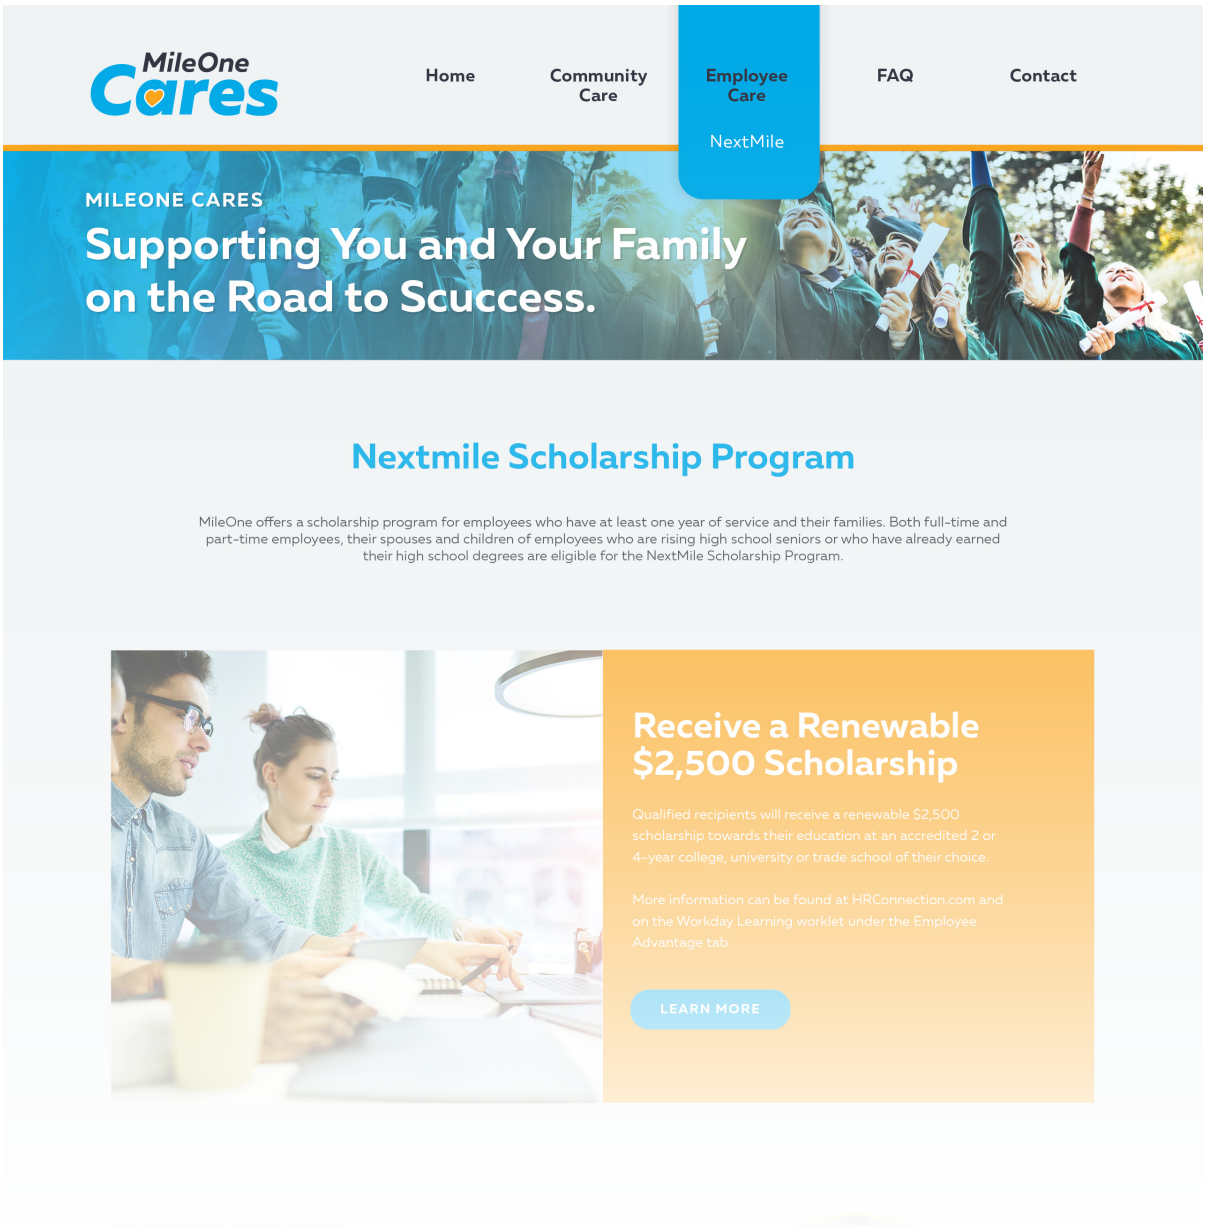 MileOne
Cares
Home
Community
Care
Employee
Care
NextMile
FAQ
Contact
MILEONE CARES
Supporting You and Your Family
on the Road to Scuccess.
Nextmile Scholarship Program
MileOne offers a scholarship program for employees who have at least one year of service and their families. Both full-time and
part-time employees, their spouses and children of employees who are rising high school seniors or who have already earned
their high school degrees are eligible for the NextMile Scholarship Program.
Receive a Renewable
$2,500 Scholarship
Qualified recipients will receive a renewable $2,500
scholarship towards their education at an accredited 2 or
4-year college, university or trade school of their choice.
More information can be found at HRConnection.com and
on the Workday Learning worklet under the Employee
Advantage tab.
LEARN MORE